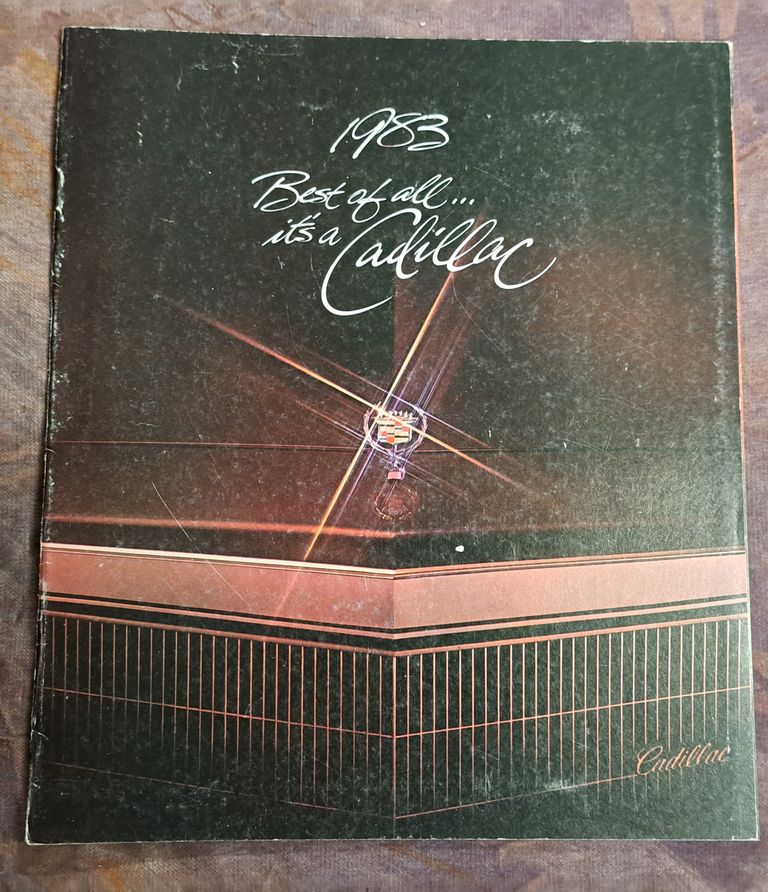 1983
Best of all...
it's a Cadillac
Cadillac